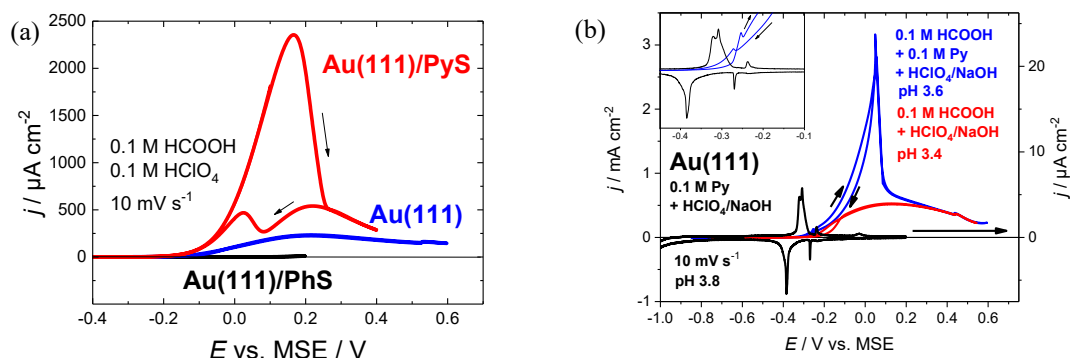 (a)
2500
2000
1500
1000
500
0
j / µA cm⁻²
Au(111)/PyS
0.1 M HCOOH
0.1 M HClO₄
10 mV s⁻¹
Au(111)
Au(111)/PhS
-0.4 -0.2 0.0 0.2 0.4 0.6
E vs. MSE / V
(b)
3
2
1
0
-1
j / mA cm⁻²
-0.4 -0.3 -0.2 -0.1
0.1 M HCOOH
+ 0.1 M Py
+ HClO₄/NaOH
pH 3.6
0.1 M HCOOH
+ HClO₄/NaOH
pH 3.4
Au(111)
0.1 M Py
+ HClO₄/NaOH
10 mV s⁻¹
pH 3.8
20
10
0
j / µA cm⁻²
-1.0 -0.8 -0.6 -0.4 -0.2 0.0 0.2 0.4 0.6
E / V vs. MSE